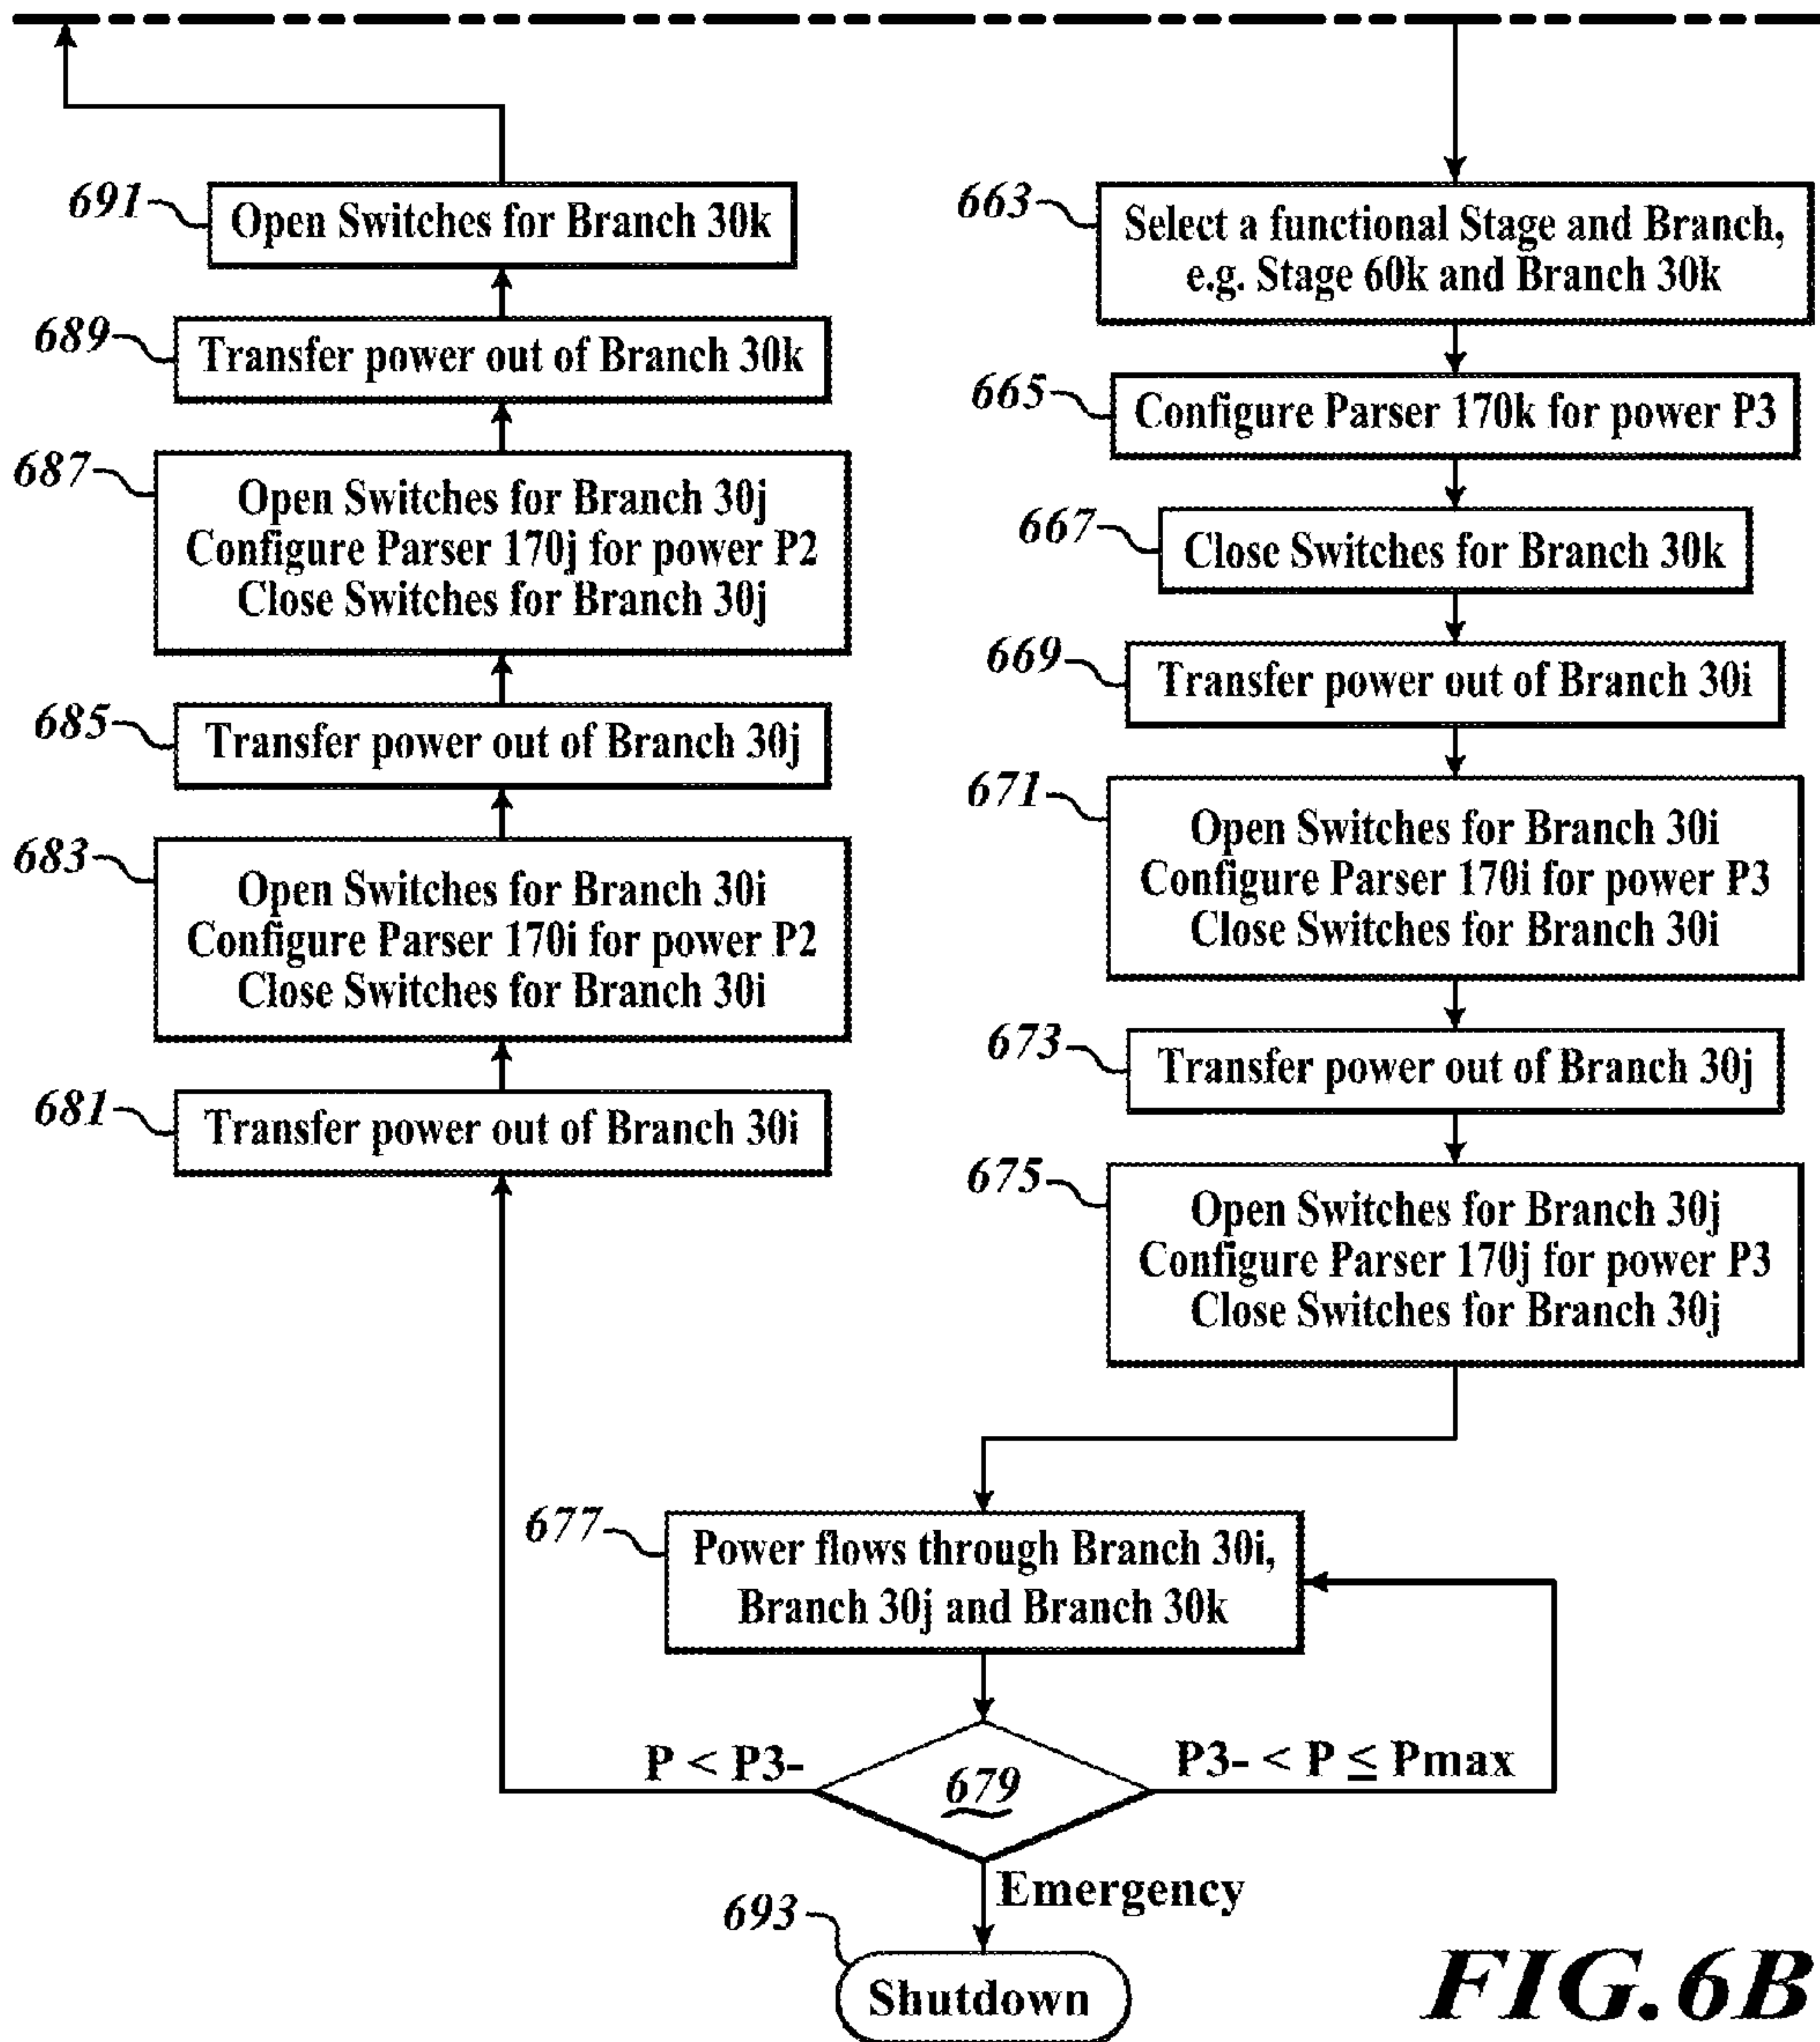 691
Open Switches for Branch 30k
689
Transfer power out of Branch 30k
687
Open Switches for Branch 30j
Configure Parser 170j for power P2
Close Switches for Branch 30j
685
Transfer power out of Branch 30j
683
Open Switches for Branch 30i
Configure Parser 170i for power P2
Close Switches for Branch 30i
681
Transfer power out of Branch 30i
663
Select a functional Stage and Branch,
e.g. Stage 60k and Branch 30k
665
Configure Parser 170k for power P3
667
Close Switches for Branch 30k
669
Transfer power out of Branch 30i
671
Open Switches for Branch 30i
Configure Parser 170i for power P3
Close Switches for Branch 30i
673
Transfer power out of Branch 30j
675
Open Switches for Branch 30j
Configure Parser 170j for power P3
Close Switches for Branch 30j
677
Power flows through Branch 30i,
Branch 30j and Branch 30k
P < P3-
679
P3- < P ≤ Pmax
Emergency
693
Shutdown
FIG.6B